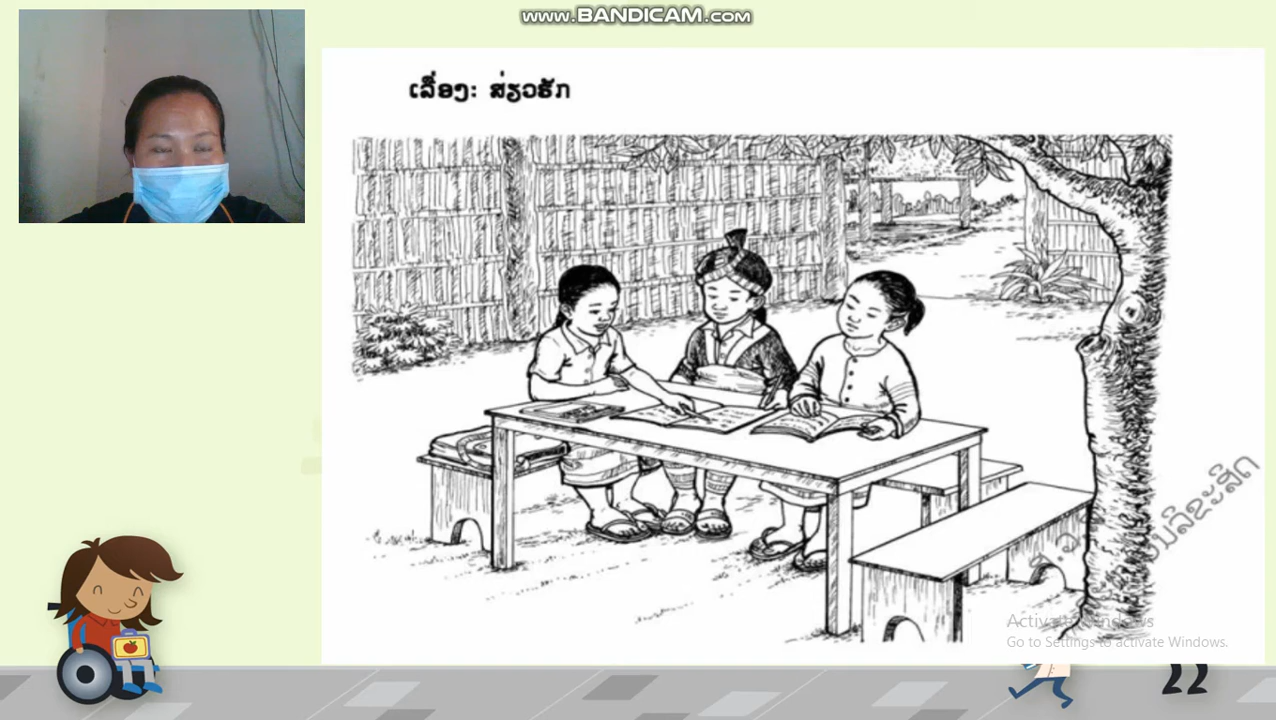 WWW.BANDICAM.COM
ເລື່ອງ: ສ່ຽວຮັກ
Activate Windows
Go to Settings to activate Windows.